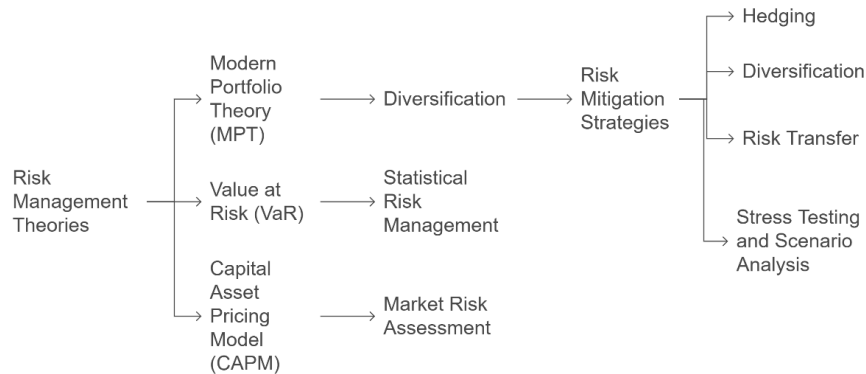 Risk
Management
Theories
Modern
Portfolio
Theory
(MPT)
Diversification
Risk
Mitigation
Strategies
Hedging
Diversification
Risk Transfer
Stress Testing
and Scenario
Analysis
Value at
Risk (VaR)
Statistical
Risk
Management
Capital
Asset
Pricing
Model
(CAPM)
Market Risk
Assessment